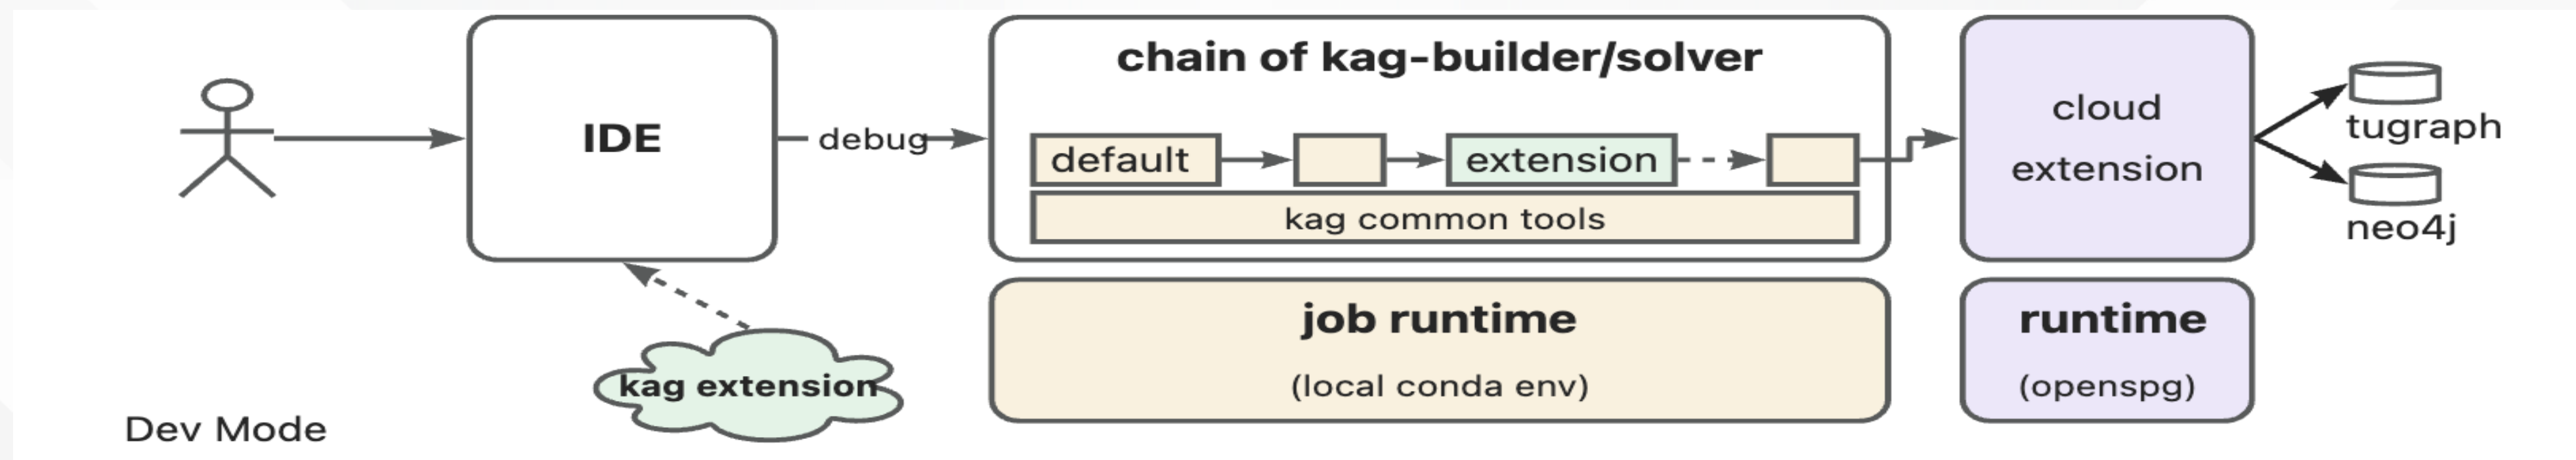 IDE
debug
chain of kag-builder/solver
default
extension
kag common tools
cloud
extension
tugraph
neo4j
kag extension
job runtime
(local conda env)
runtime
(openspg)
Dev Mode